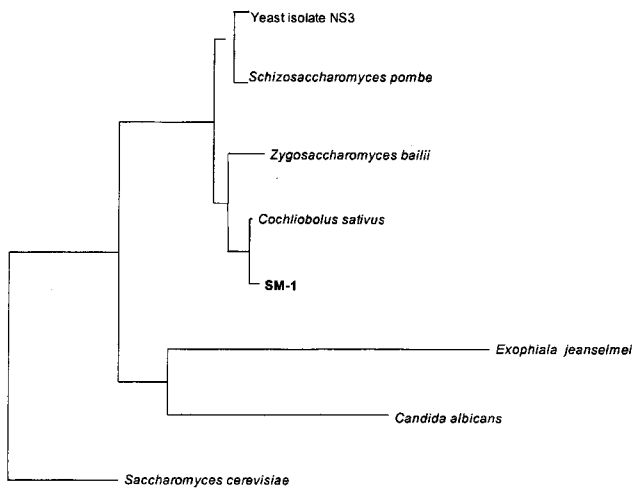 Yeast isolate NS3
Schizosaccharomyces pombe
Zygosaccharomyces bailii
Cochliobolus sativus
SM-1
Exophiala jeanselmei
Candida albicans
Saccharomyces cerevisiae